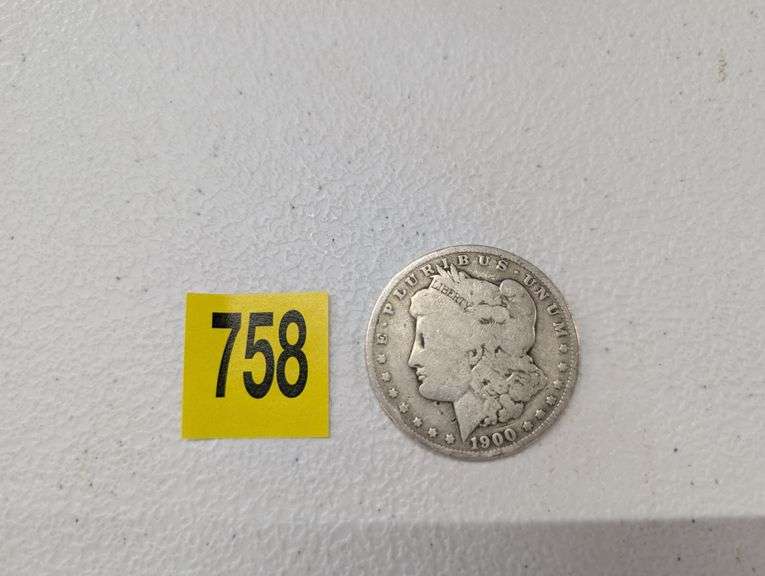 758
E · PLURIBUS · UNUM
LIBERTY
1900